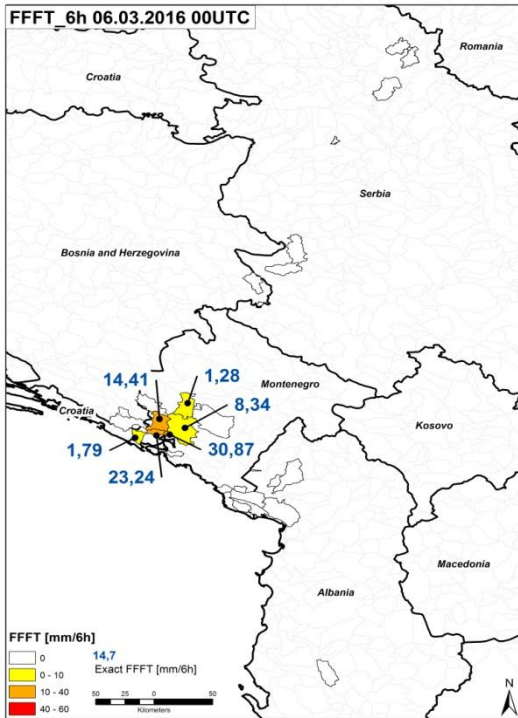 FFFT_6h 06.03.2016 00UTC
Romania
Croatia
Serbia
Bosnia and Herzegovina
14,41
1,28
Montenegro
Croatia
8,34
Kosovo
1,79
30,87
23,24
Macedonia
Albania
FFFT [mm/6h]
0
0 - 10
10 - 40
40 - 60
14,7
Exact FFFT [mm/6h]
50 25 0 50
Kilometers
N